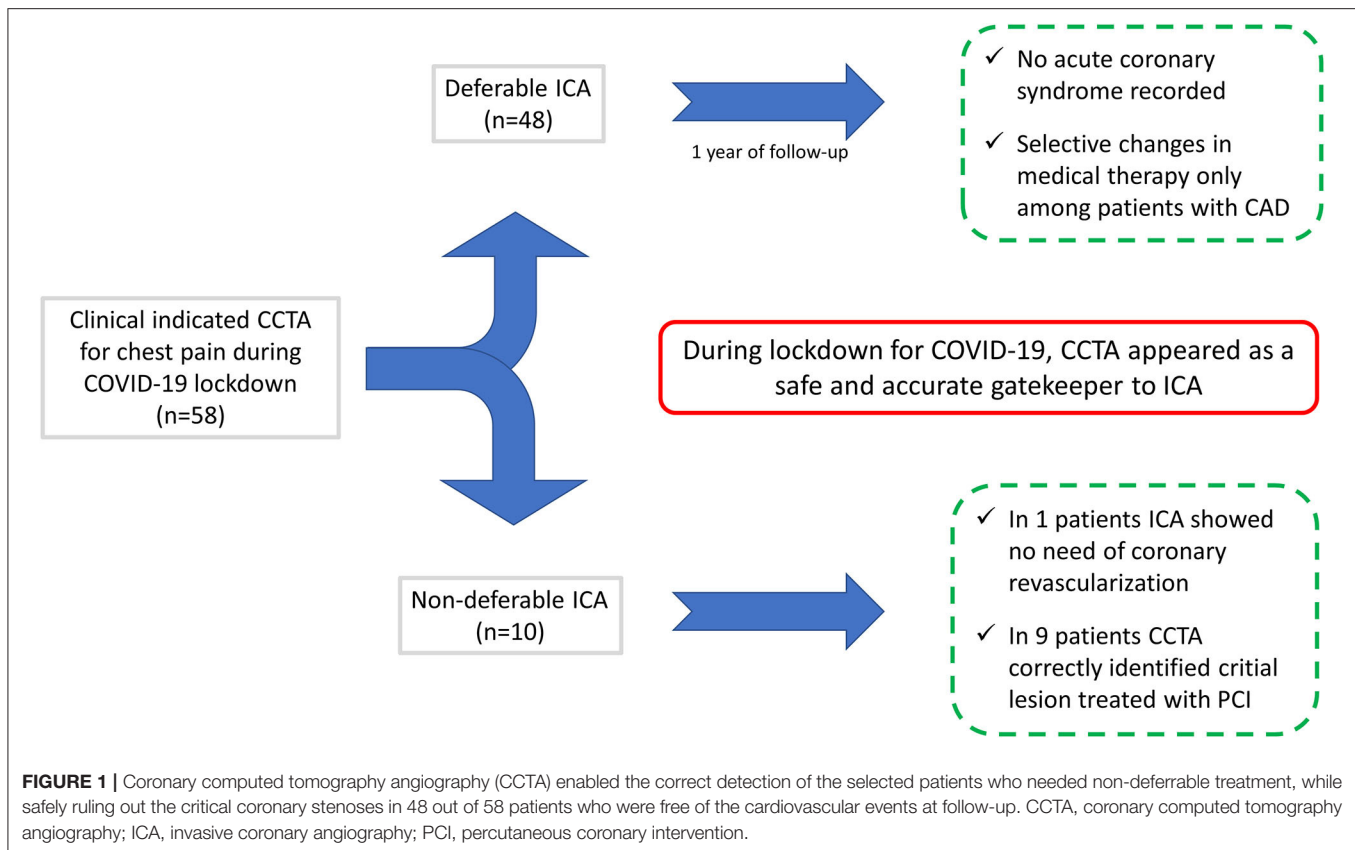 Deferable ICA
(n=48)
1 year of follow-up
✓ No acute coronary
syndrome recorded
✓ Selective changes in
medical therapy only
among patients with CAD
Clinical indicated CCTA
for chest pain during
COVID-19 lockdown
(n=58)
During lockdown for COVID-19, CCTA appeared as a
safe and accurate gatekeeper to ICA
Non-deferable ICA
(n=10)
✓ In 1 patients ICA showed
no need of coronary
revascularization
✓ In 9 patients CCTA
correctly identified critial
lesion treated with PCI
FIGURE 1 | Coronary computed tomography angiography (CCTA) enabled the correct detection of the selected patients who needed non-deferrable treatment, while
safely ruling out the critical coronary stenoses in 48 out of 58 patients who were free of the cardiovascular events at follow-up. CCTA, coronary computed tomography
angiography; ICA, invasive coronary angiography; PCI, percutaneous coronary intervention.